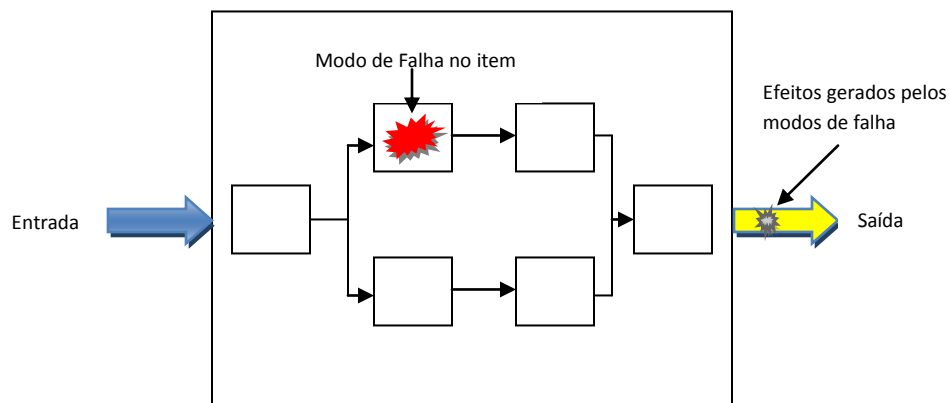 Modo de Falha no item
Efeitos gerados pelos
modos de falha
Entrada
Saída